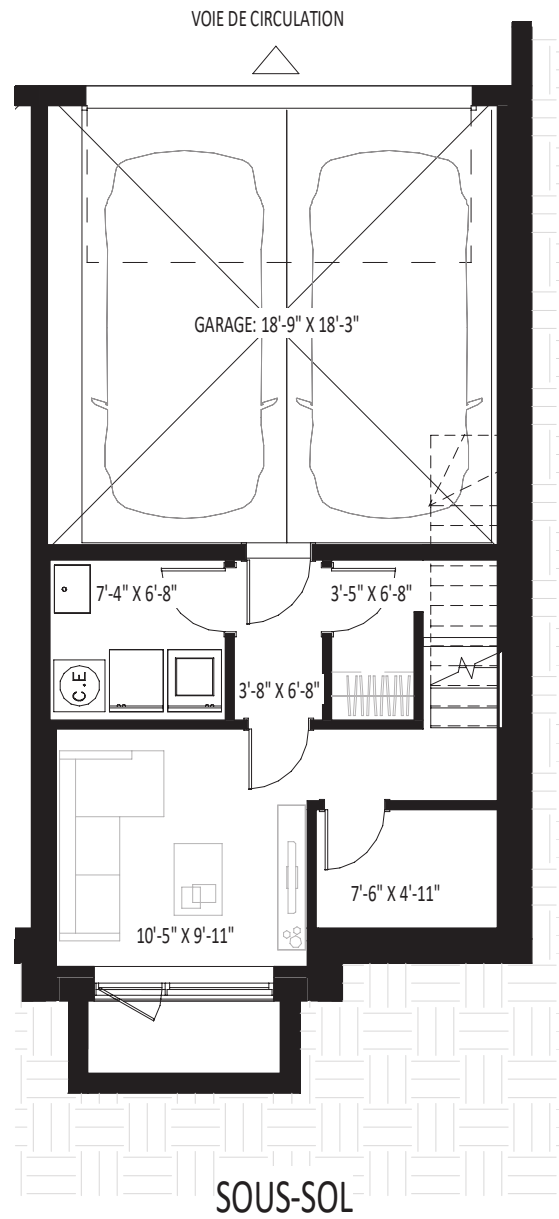 VOIE DE CIRCULATION
GARAGE: 18'-9" X 18'-3"
7'-4" X 6'-8"
3'-5" X 6'-8"
C.E
3'-8" X 6'-8"
7'-6" X 4'-11"
10'-5" X 9'-11"
SOUS-SOL